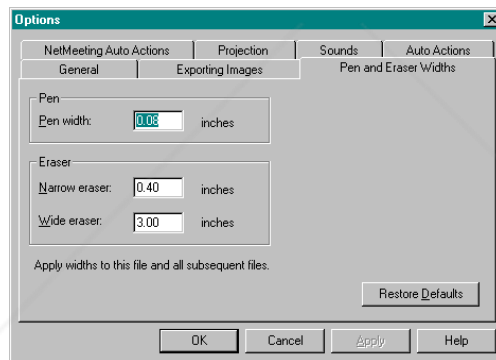 Options
NetMeeting Auto Actions Projection Sounds Auto Actions
General Exporting Images Pen and Eraser Widths
Pen
Pen width: 0.08 inches
Eraser
Narrow eraser: 0.40 inches
Wide eraser: 3.00 inches
Apply widths to this file and all subsequent files.
Restore Defaults
OK Cancel Apply Help